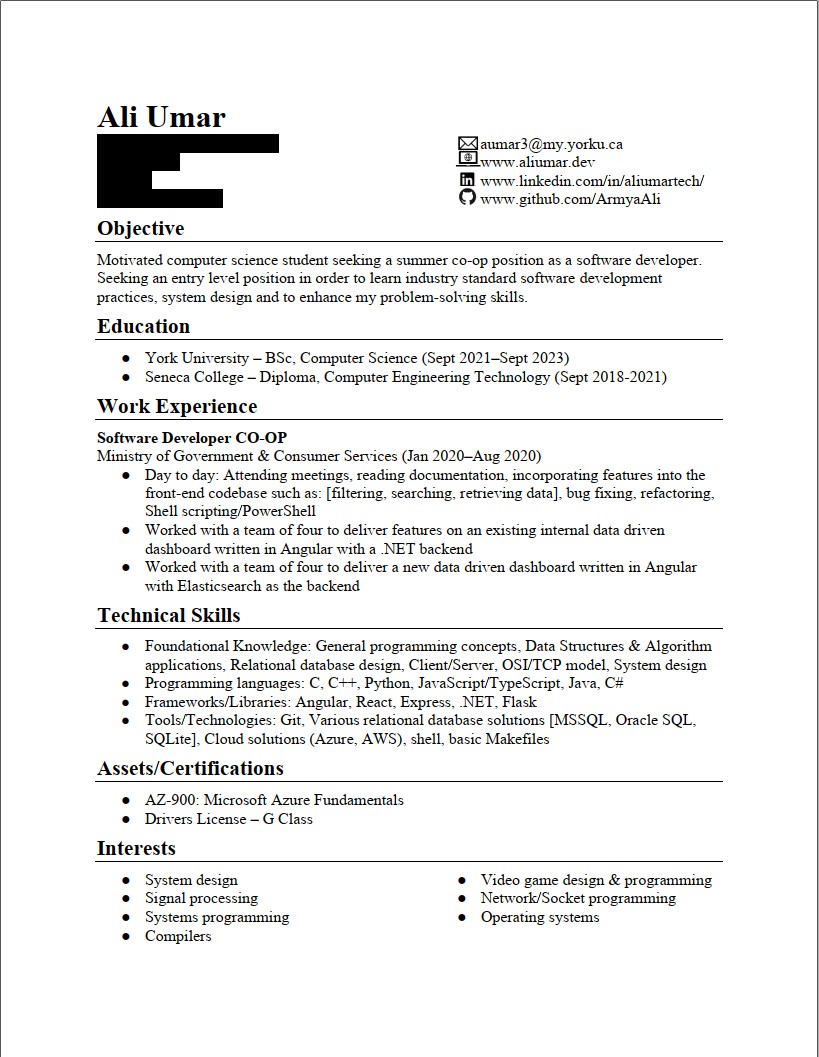 Ali Umar
aumar3@my.yorku.ca
www.aliumar.dev
www.linkedin.com/in/aliumartech/
www.github.com/ArmyaAli
Objective
Motivated computer science student seeking a summer co-op position as a software developer.
Seeking an entry level position in order to learn industry standard software development
practices, system design and to enhance my problem-solving skills.
Education
● York University – BSc, Computer Science (Sept 2021–Sept 2023)
● Seneca College – Diploma, Computer Engineering Technology (Sept 2018-2021)
Work Experience
Software Developer CO-OP
Ministry of Government & Consumer Services (Jan 2020–Aug 2020)
● Day to day: Attending meetings, reading documentation, incorporating features into the
front-end codebase such as: [filtering, searching, retrieving data], bug fixing, refactoring,
Shell scripting/PowerShell
● Worked with a team of four to deliver features on an existing internal data driven
dashboard written in Angular with a .NET backend
● Worked with a team of four to deliver a new data driven dashboard written in Angular
with Elasticsearch as the backend
Technical Skills
● Foundational Knowledge: General programming concepts, Data Structures & Algorithm
applications, Relational database design, Client/Server, OSI/TCP model, System design
● Programming languages: C, C++, Python, JavaScript/TypeScript, Java, C#
● Frameworks/Libraries: Angular, React, Express, .NET, Flask
● Tools/Technologies: Git, Various relational database solutions [MSSQL, Oracle SQL,
SQLite], Cloud solutions (Azure, AWS), shell, basic Makefiles
Assets/Certifications
● AZ-900: Microsoft Azure Fundamentals
● Drivers License – G Class
Interests
● System design
● Signal processing
● Systems programming
● Compilers
● Video game design & programming
● Network/Socket programming
● Operating systems